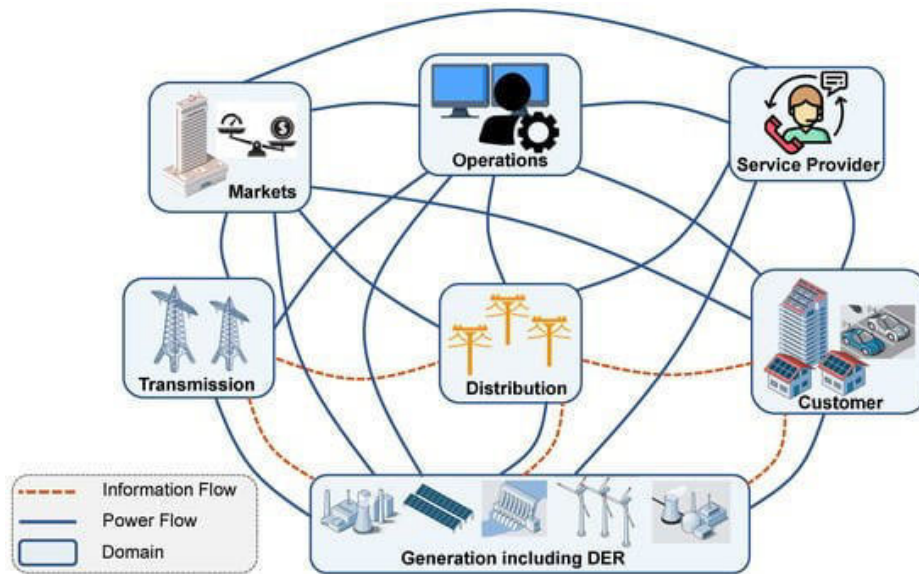 Markets
Operations
Service Provider
Transmission
Distribution
Customer
Information Flow
Power Flow
Domain
Generation including DER